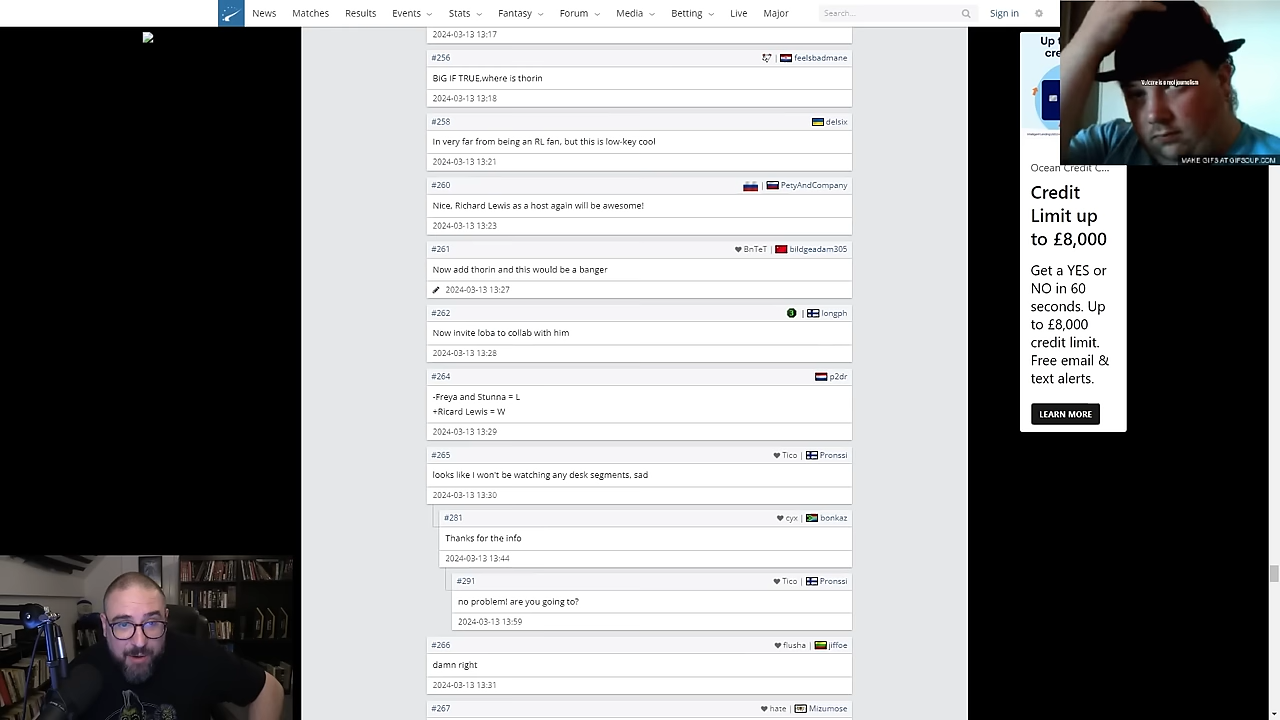 News
Matches
Results
Events
Stats
Fantasy
Forum
Media
Betting
Live
Major
Search...
Sign in
2024-03-13 13:17
#256
feelsbadmane
BIG IF TRUE,where is thorin
2024-03-13 13:18
#258
delsix
In very far from being an RL fan, but this is low-key cool
2024-03-13 13:21
#260
| PetyAndCompany
Nice, Richard Lewis as a host again will be awesome!
2024-03-13 13:23
#261
BnTeT | bildgeadam305
Now add thorin and this would be a banger
2024-03-13 13:27
#262
| longph
Now invite loba to collab with him
2024-03-13 13:28
#264
p2dr
-Freya and Stunna = L
+Ricard Lewis = W
2024-03-13 13:29
#265
Tico | Pronssi
looks like I won't be watching any desk segments, sad
2024-03-13 13:30
#281
cyx | bonkaz
Thanks for the info
2024-03-13 13:44
#291
Tico | Pronssi
no problem! are you going to?
2024-03-13 13:59
#266
flusha | jiffoe
damn right
2024-03-13 13:31
#267
hate | Mizumose
Up t
cre
is a real journalism
MAKE GIFS AT GIFSOUP.COM
Ocean Credit C...
Credit
Limit up
to £8,000
Get a YES or
NO in 60
seconds. Up
to £8,000
credit limit.
Free email &
text alerts.
LEARN MORE